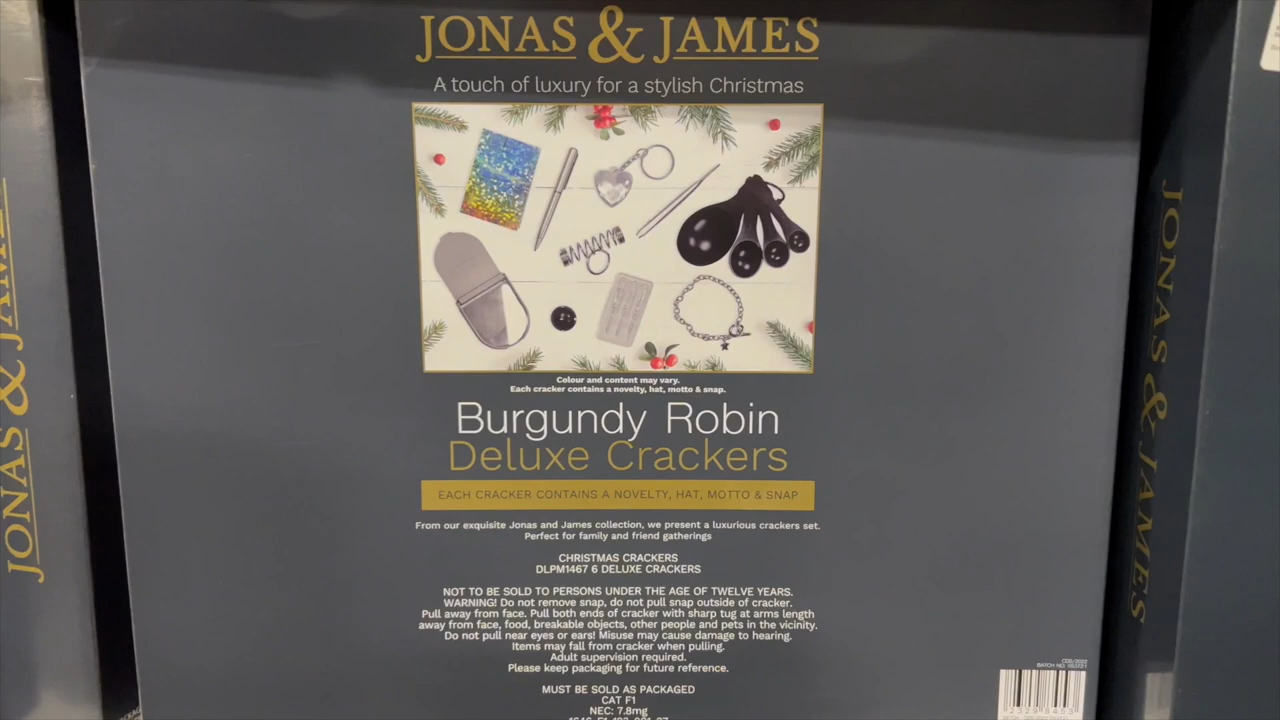 JONAS & JAMES
A touch of luxury for a stylish Christmas
Colour and content may vary.
Each cracker contains a novelty, hat, motto & snap.
Burgundy Robin
Deluxe Crackers
EACH CRACKER CONTAINS A NOVELTY, HAT, MOTTO & SNAP
From our exquisite Jonas and James collection, we present a luxurious crackers set.
Perfect for family and friend gatherings
CHRISTMAS CRACKERS
DLPM1467 6 DELUXE CRACKERS
NOT TO BE SOLD TO PERSONS UNDER THE AGE OF TWELVE YEARS.
WARNING! Do not remove snap, do not pull snap outside of cracker.
Pull away from face. Pull both ends of cracker with sharp tug at arms length
away from face, food, breakable objects, other people and pets in the vicinity.
Do not pull near eyes or ears! Misuse may cause damage to hearing.
Items may fall from cracker when pulling.
Adult supervision required.
Please keep packaging for future reference.
MUST BE SOLD AS PACKAGED
CAT F1
NEC: 7.8mg
JONAS & JAMES
JONAS & JAMES